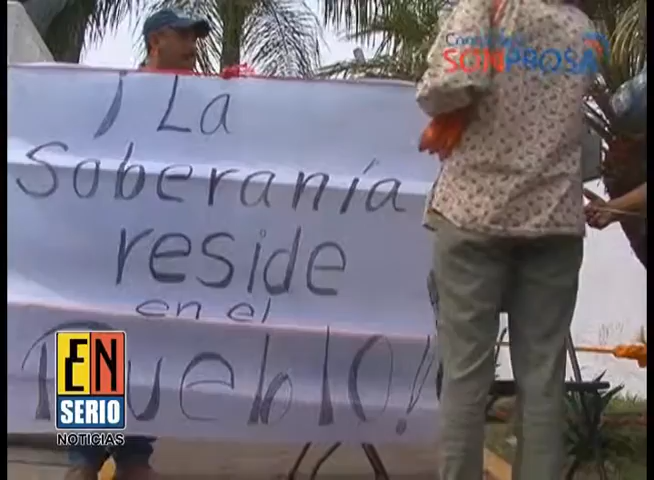 SONPROSA
¡ La
Soberanía
reside
en el
Pueblo!
EN
SERIO
NOTICIAS